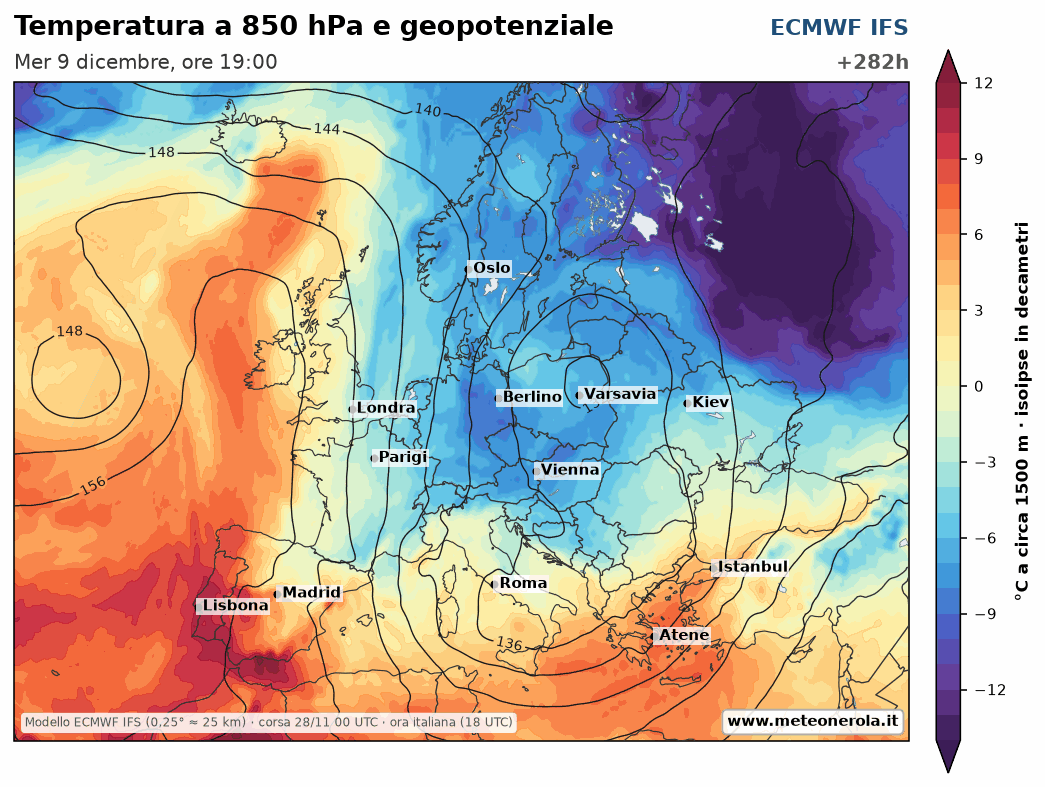 Temperatura a 850 hPa e geopotenziale
ECMWF IFS
Mer 9 dicembre, ore 19:00
+282h
140
144
148
Oslo
148
Londra
Berlino
Varsavia
Kiev
Parigi
Vienna
156
Istanbul
Madrid
Roma
Lisbona
Atene
136
Modello ECMWF IFS (0,25° ≈ 25 km) · corsa 28/11 00 UTC · ora italiana (18 UTC)
www.meteonerola.it
12
9
6
3
0
−3
−6
−9
−12
°C a circa 1500 m · isoipse in decametri